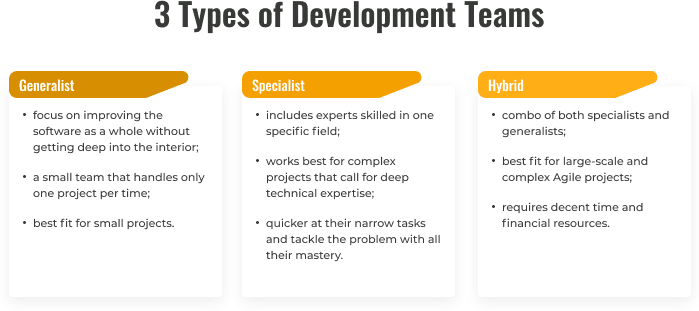 3 Types of Development Teams
Generalist
• focus on improving the
software as a whole without
getting deep into the interior;
• a small team that handles only
one project per time;
• best fit for small projects.
Specialist
• includes experts skilled in one
specific field;
• works best for complex
projects that call for deep
technical expertise;
• quicker at their narrow tasks
and tackle the problem with all
their mastery.
Hybrid
• combo of both specialists and
generalists;
• best fit for large-scale and
complex Agile projects;
• requires decent time and
financial resources.